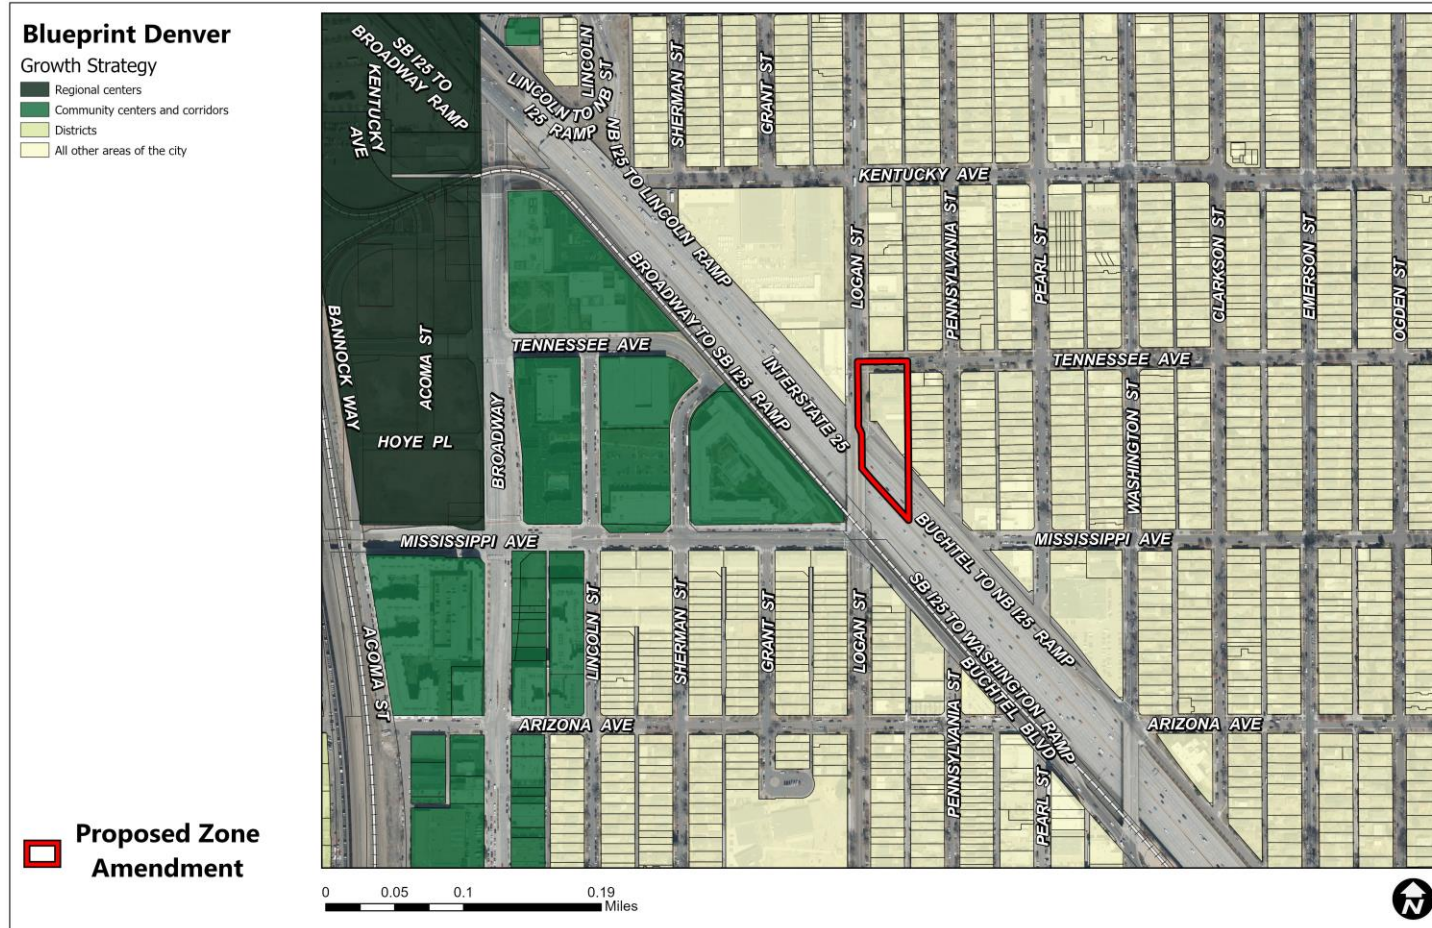 Blueprint Denver
Growth Strategy
Regional centers
Community centers and corridors
Districts
All other areas of the city
SB I25 TO
BROADWAY RAMP
KENTUCKY
AVE
LINCOLN TO NB
I25 RAMP
LINCOLN
ST
NB I25 TO LINCOLN RAMP
SHERMAN ST
GRANT ST
KENTUCKY AVE
LOGAN ST
PENNSYLVANIA ST
PEARL ST
CLARKSON ST
EMERSON ST
OGDEN ST
BROADWAY TO SB I25 RAMP
INTERSTATE 25
BANNOCK WAY
ACOMA ST
HOYE PL
BROADWAY
TENNESSEE AVE
TENNESSEE AVE
WASHINGTON ST
MISSISSIPPI AVE
MISSISSIPPI AVE
BUCHTEL TO NB I25 RAMP
SB I25 TO WASHINGTON RAMP
BUCHTEL BLVD
ACOMA ST
LINCOLN ST
SHERMAN ST
GRANT ST
LOGAN ST
PENNSYLVANIA ST
PEARL ST
ARIZONA AVE
ARIZONA AVE
Proposed Zone
Amendment
0 0.05 0.1 0.19
Miles
N